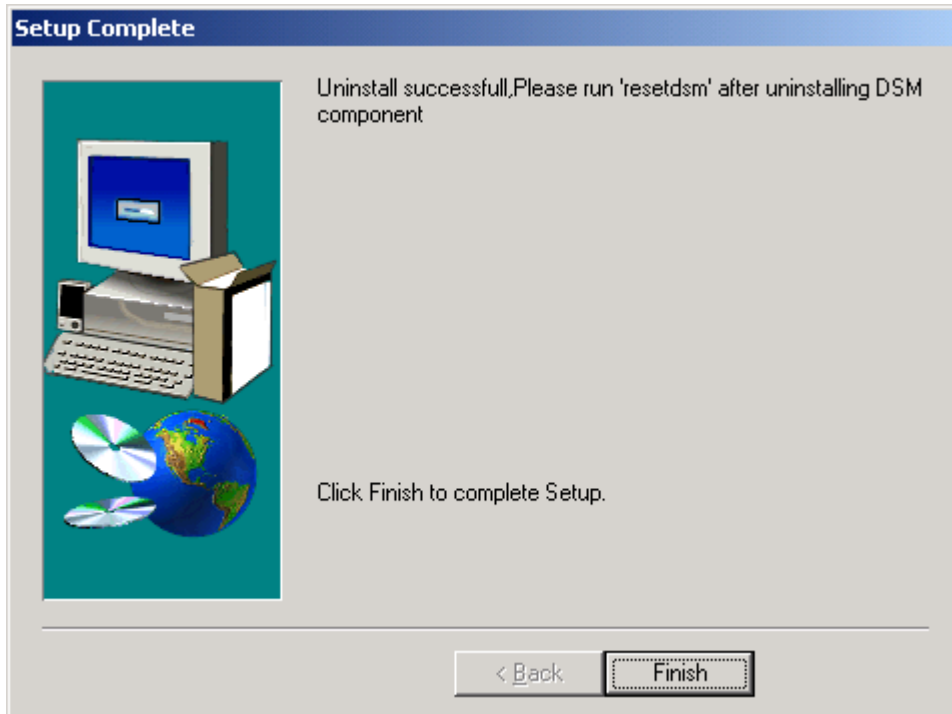 Setup Complete
Uninstall successfull,Please run 'resetdsm' after uninstalling DSM
component
Click Finish to complete Setup.
< Back
Finish